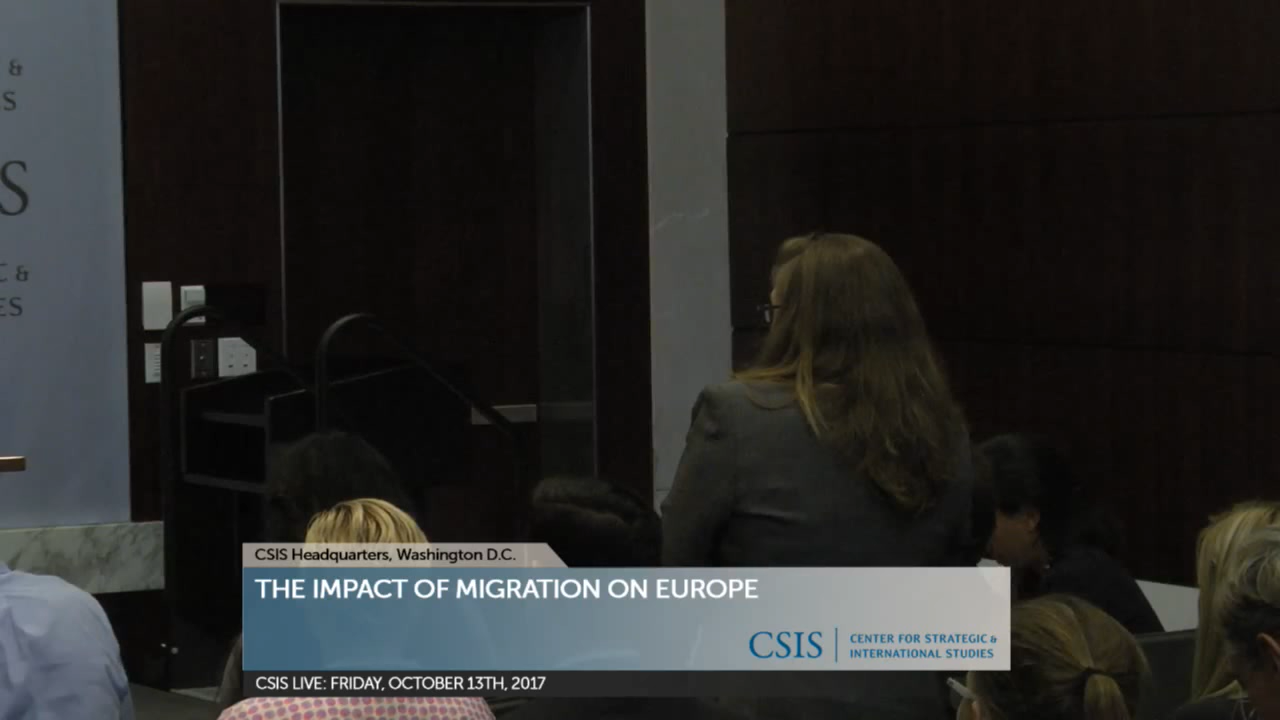 &
S
S
C &
ES
CSIS Headquarters, Washington D.C.
THE IMPACT OF MIGRATION ON EUROPE
CSIS
CENTER FOR STRATEGIC &
INTERNATIONAL STUDIES
CSIS LIVE: FRIDAY, OCTOBER 13TH, 2017